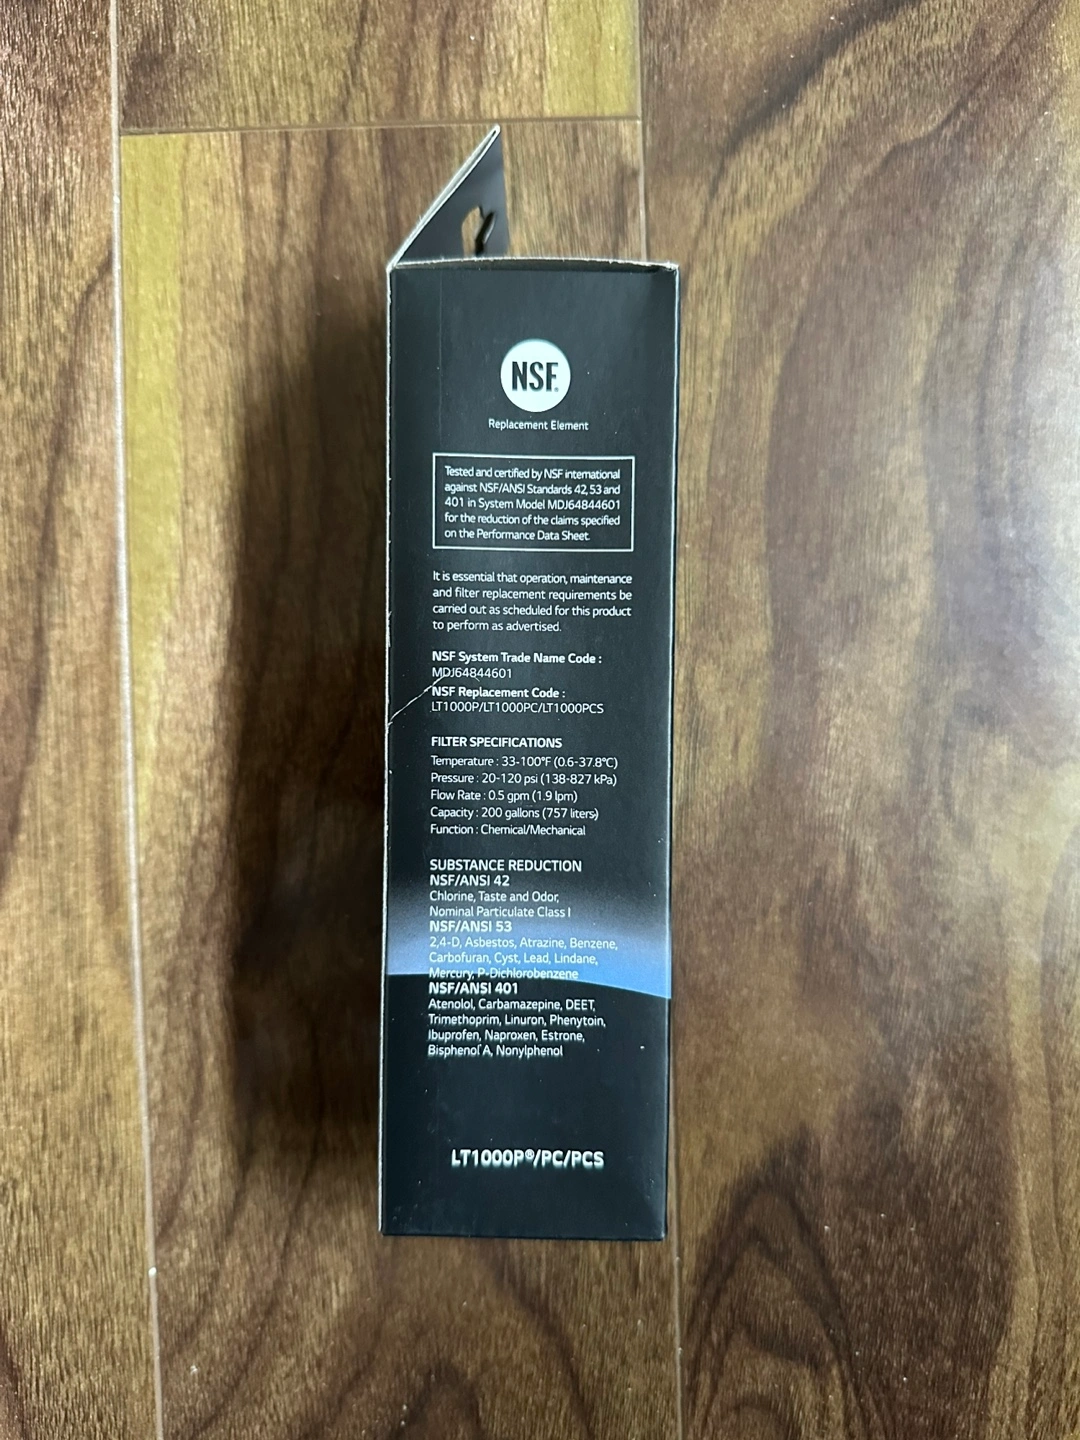 NSF®
Replacement Element
Tested and certified by NSF international
against NSF/ANSI Standards 42, 53 and
401 in System Model MDJ64844601
for the reduction of the claims specified
on the Performance Data Sheet.
It is essential that operation, maintenance
and filter replacement requirements be
carried out as scheduled for this product
to perform as advertised.
NSF System Trade Name Code :
MDJ64844601
NSF Replacement Code :
LT1000P/LT1000PC/LT1000PCS
FILTER SPECIFICATIONS
Temperature : 33-100°F (0.6-37.8°C)
Pressure : 20-120 psi (138-827 kPa)
Flow Rate : 0.5 gpm (1.9 lpm)
Capacity : 200 gallons (757 liters)
Function : Chemical/Mechanical
SUBSTANCE REDUCTION
NSF/ANSI 42
Chlorine, Taste and Odor,
Nominal Particulate Class I
NSF/ANSI 53
2,4-D, Asbestos, Atrazine, Benzene,
Carbofuran, Cyst, Lead, Lindane,
Mercury, P-Dichlorobenzene
NSF/ANSI 401
Atenolol, Carbamazepine, DEET,
Trimethoprim, Linuron, Phenytoin,
Ibuprofen, Naproxen, Estrone,
Bisphenol A, Nonylphenol
LT1000P®/PC/PCS